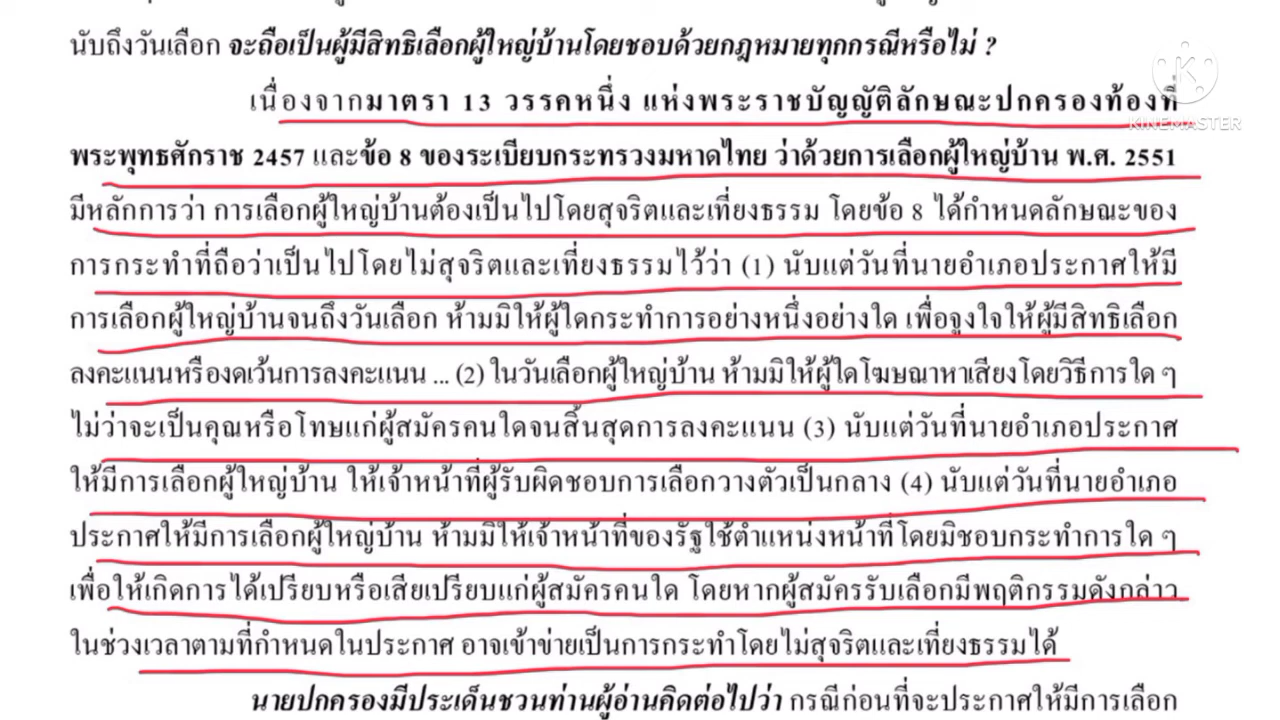 นับถึงวันเลือก จะถือเป็นผู้มีสิทธิเลือกผู้ใหญ่บ้านโดยชอบด้วยกฎหมายทุกกรณีหรือไม่ ?
เนื่องจากมาตรา 13 วรรคหนึ่ง แห่งพระราชบัญญัติลักษณะปกครองท้องที่
KINEMASTER
พระพุทธศักราช 2457 และข้อ 8 ของระเบียบกระทรวงมหาดไทย ว่าด้วยการเลือกผู้ใหญ่บ้าน พ.ศ. 2551
มีหลักการว่า การเลือกผู้ใหญ่บ้านต้องเป็นไปโดยสุจริตและเที่ยงธรรม โดยข้อ 8 ได้กำหนดลักษณะของ
การกระทำที่ถือว่าเป็นไปโดยไม่สุจริตและเที่ยงธรรมไว้ว่า (1) นับแต่วันที่นายอำเภอประกาศให้มี
การเลือกผู้ใหญ่บ้านจนถึงวันเลือก ห้ามมิให้ผู้ใดกระทำการอย่างหนึ่งอย่างใด เพื่อจูงใจให้ผู้มีสิทธิเลือก
ลงคะแนนหรืองดเว้นการลงคะแนน ... (2) ในวันเลือกผู้ใหญ่บ้าน ห้ามมิให้ผู้ใดโฆษณาหาเสียงโดยวิธีการใด ๆ
ไม่ว่าจะเป็นคุณหรือโทษแก่ผู้สมัครคนใดจนสิ้นสุดการลงคะแนน (3) นับแต่วันที่นายอำเภอประกาศ
ให้มีการเลือกผู้ใหญ่บ้าน ให้เจ้าหน้าที่ผู้รับผิดชอบการเลือกวางตัวเป็นกลาง (4) นับแต่วันที่นายอำเภอ
ประกาศให้มีการเลือกผู้ใหญ่บ้าน ห้ามมิให้เจ้าหน้าที่ของรัฐใช้ตำแหน่งหน้าที่โดยมิชอบกระทำการใด ๆ
เพื่อให้เกิดการได้เปรียบหรือเสียเปรียบแก่ผู้สมัครคนใด โดยหากผู้สมัครรับเลือกมีพฤติกรรมดังกล่าว
ในช่วงเวลาตามที่กำหนดในประกาศ อาจเข้าข่ายเป็นการกระทำโดยไม่สุจริตและเที่ยงธรรมได้
นายปกครองมีประเด็นชวนท่านผู้อ่านคิดต่อไปว่า กรณีก่อนที่จะประกาศให้มีการเลือก